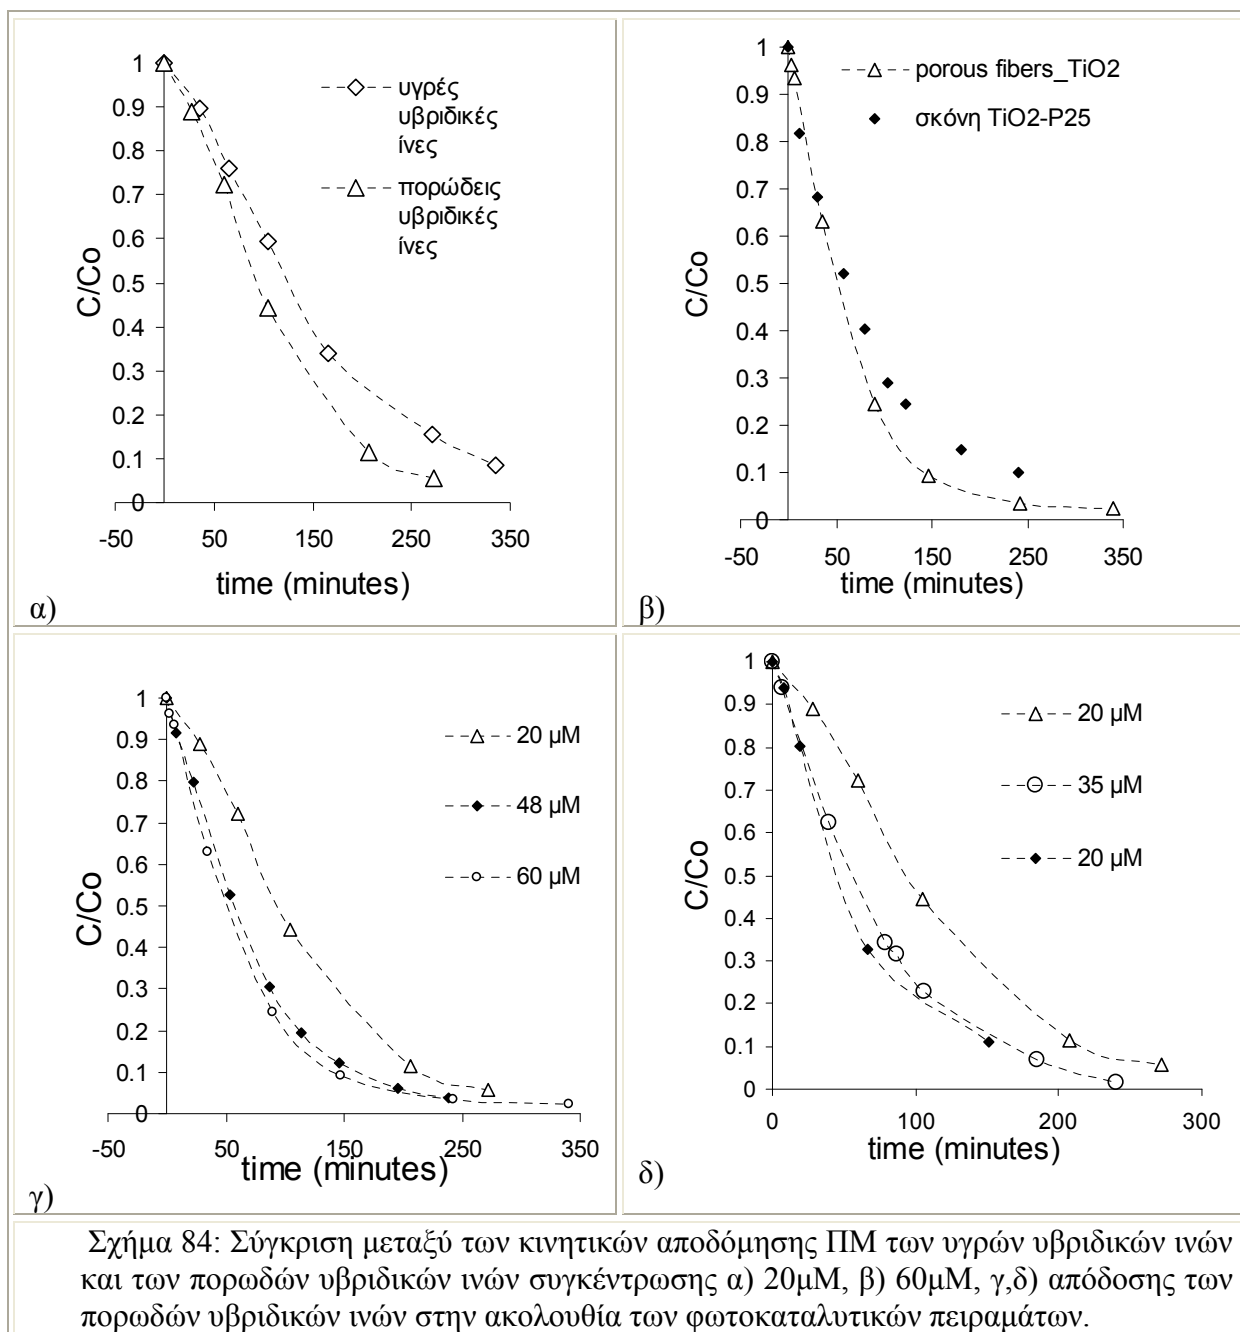 1
0.9
0.8
0.7
0.6
0.5
0.4
0.3
0.2
0.1
0
-50
50
150
250
350
C/Co
time (minutes)
υγρές
υβριδικές
ίνες
πορώδεις
υβριδικές
ίνες
α)
1
0.9
0.8
0.7
0.6
0.5
0.4
0.3
0.2
0.1
0
-50
50
150
250
350
C/Co
time (minutes)
porous fibers_TiO2
σκόνη TiO2-P25
β)
1
0.9
0.8
0.7
0.6
0.5
0.4
0.3
0.2
0.1
0
-50
50
150
250
350
C/Co
time (minutes)
20 μM
48 μM
60 μM
γ)
1
0.9
0.8
0.7
0.6
0.5
0.4
0.3
0.2
0.1
0
0
100
200
300
C/Co
time (minutes)
20 μM
35 μM
20 μM
δ)
Σχήμα 84: Σύγκριση μεταξύ των κινητικών αποδόμησης ΠΜ των υγρών υβριδικών ινών
και των πορωδών υβριδικών ινών συγκέντρωσης α) 20μΜ, β) 60μΜ, γ,δ) απόδοσης των
πορωδών υβριδικών ινών στην ακολουθία των φωτοκαταλυτικών πειραμάτων.